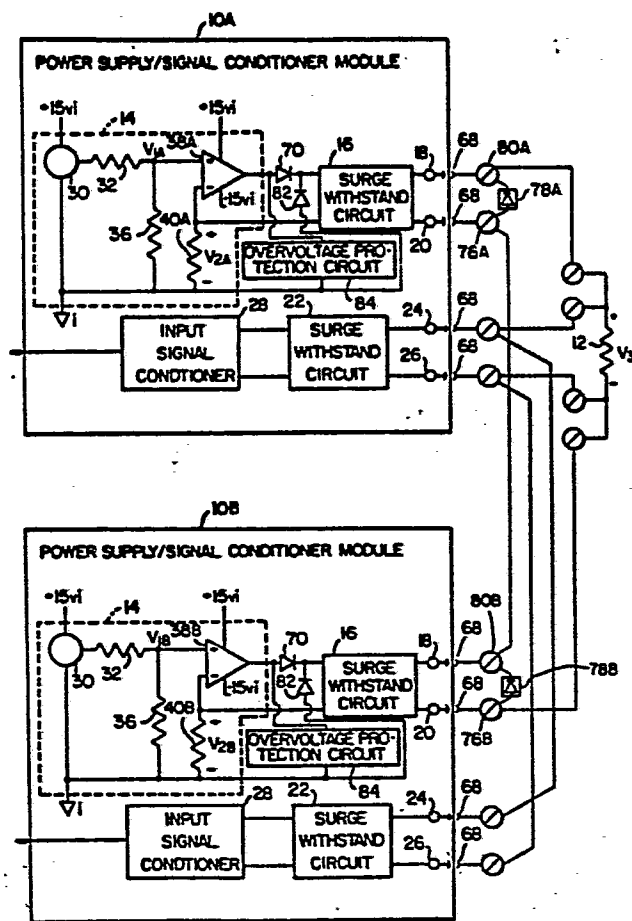 10A
POWER SUPPLY/SIGNAL CONDITIONER MODULE
+15vi
14
38A
+15vi
70
16
18
68
80A
V1A
30
32
82
SURGE WITHSTAND CIRCUIT
78A
-15vi
36
40A
+
V2A
-
20
68
76A
OVERVOLTAGE PRO-
TECTION CIRCUIT
84
i
28
22
24
68
12
+
V3
-
INPUT SIGNAL CONDTIONER
SURGE WITHSTAND CIRCUIT
26
68
10B
POWER SUPPLY/SIGNAL CONDITIONER MODULE
+15vi
14
38B
+15vi
70
16
18
68
80B
V1B
30
32
82
SURGE WITHSTAND CIRCUIT
78B
-15vi
36
40B
+
V2B
-
20
68
76B
OVERVOLTAGE PRO-
TECTION CIRCUIT
84
i
28
22
24
68
INPUT SIGNAL CONDTIONER
SURGE WITHSTAND CIRCUIT
26
68